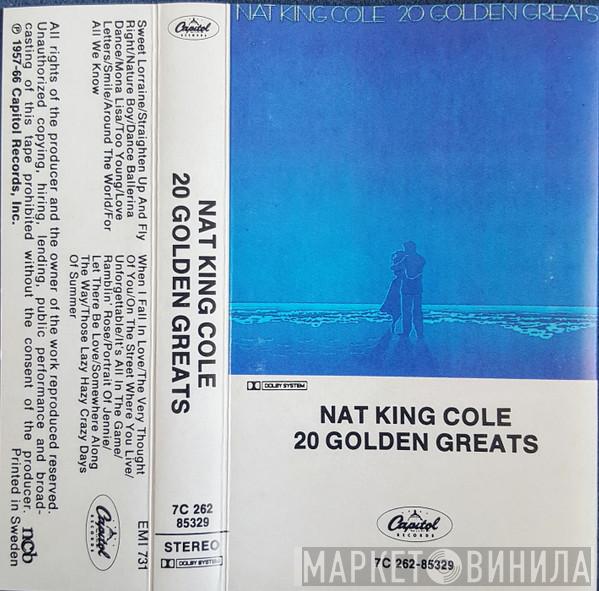 NAT KING COLE 20 GOLDEN GREATS
DOLBY SYSTEM
NAT KING COLE
20 GOLDEN GREATS
Capitol
RECORDS
7C 262-85329
Capitol
RECORDS
NAT KING COLE
20 GOLDEN GREATS
7C 262
85329
STEREO
DOLBY SYSTEM
Sweet Lorraine/Straighten Up And Fly
Right/Nature Boy/Dance Ballerina
Dance/Mona Lisa/Too Young/Love
Letters/Smile/Around The World/For
All We Know
When I Fall In Love/The Very Thought
Of You/On The Street Where You Live/
Unforgettable/It's All In The Game/
Ramblin' Rose/Portrait Of Jennie/
Let There Be Love/Somewhere Along
The Way/Those Lazy Hazy Crazy Days
Of Summer
EMI 731
Capitol
RECORDS
All rights of the producer and the owner of the work reproduced reserved.
Unauthorized copying, hiring, lending, public performance and broad-
casting of this tape prohibited without the consent of the producer.
℗ 1957-66 Capitol Records, Inc.
Printed in Sweden
ncb
МАРКЕТ ВИНИЛА